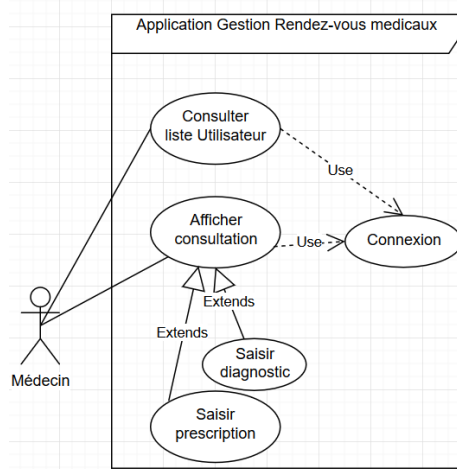 Application Gestion Rendez-vous medicaux
Consulter
liste Utilisateur
Use
Afficher
consultation
Use
Connexion
Extends
Extends
Médecin
Saisir
diagnostic
Saisir
prescription